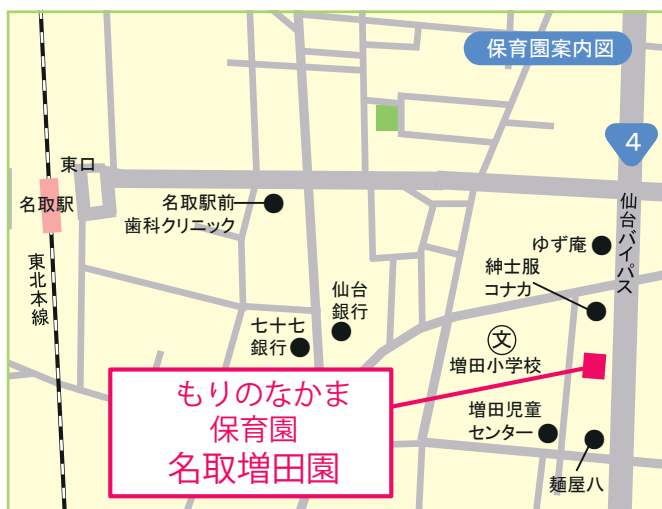 保育園案内図
4
東口
名取駅
名取駅前
歯科クリニック
仙台バイパス
ゆず庵
東北本線
紳士服
コナカ
仙台
銀行
七十七
銀行
文
増田小学校
もりのなかま
保育園
名取増田園
増田児童
センター
麺屋八